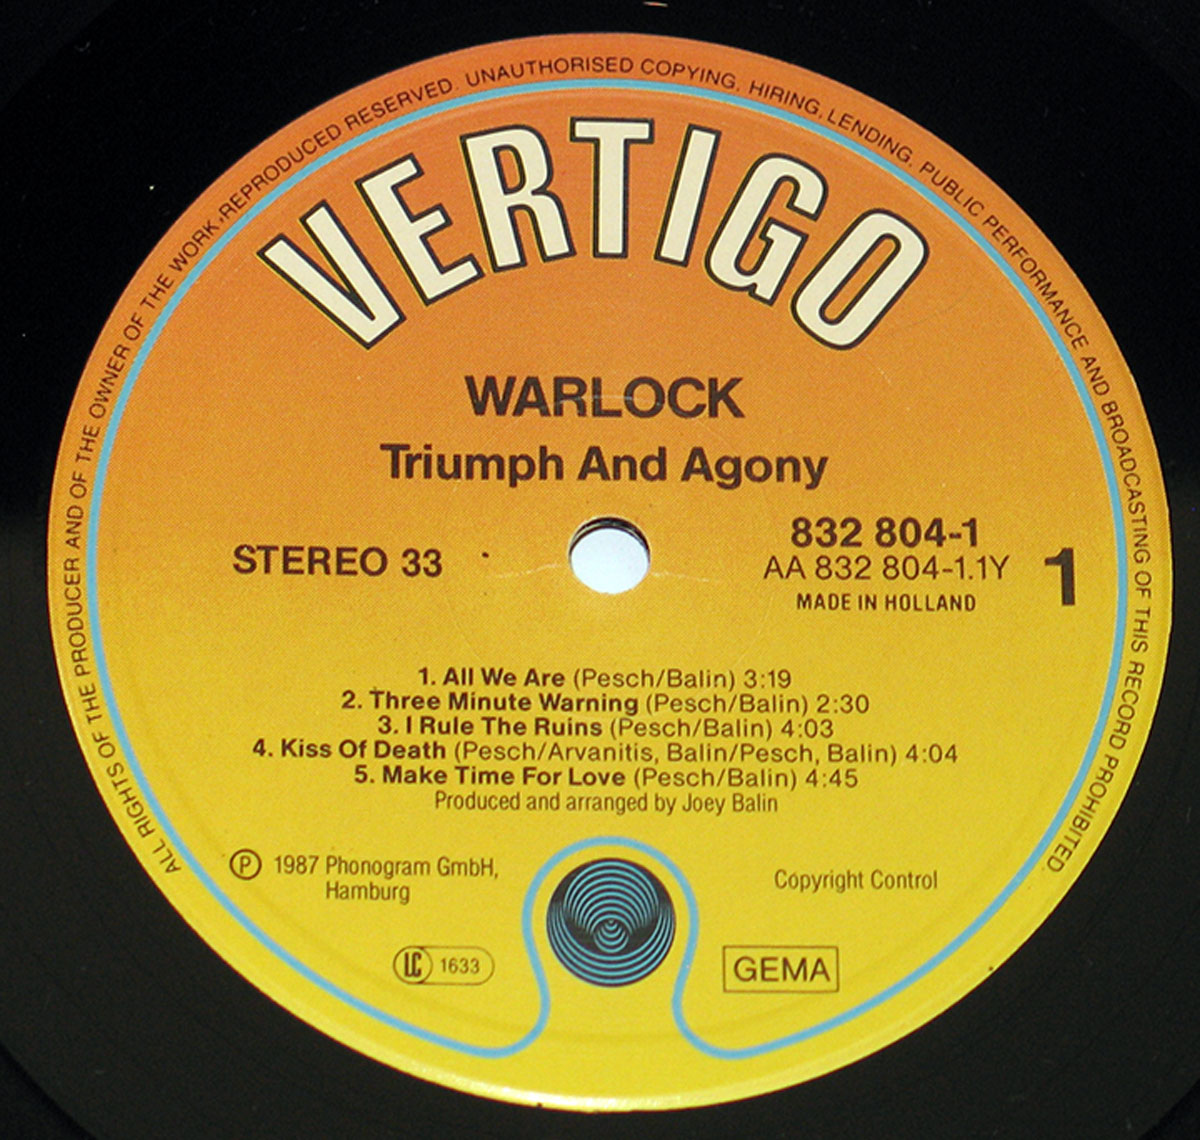 ALL RIGHTS OF THE PRODUCER AND OF THE OWNER OF THE WORK, REPRODUCED RESERVED. UNAUTHORISED COPYING, HIRING, LENDING, PUBLIC PERFORMANCE AND BROADCASTING OF THIS RECORD PROHIBITED
VERTIGO
WARLOCK
Triumph And Agony
STEREO 33
832 804-1
AA 832 804-1.1Y
MADE IN HOLLAND
1
1. All We Are (Pesch/Balin) 3:19
2. Three Minute Warning (Pesch/Balin) 2:30
3. I Rule The Ruins (Pesch/Balin) 4:03
4. Kiss Of Death (Pesch/Arvanitis, Balin/Pesch, Balin) 4:04
5. Make Time For Love (Pesch/Balin) 4:45
Produced and arranged by Joey Balin
Ⓟ 1987 Phonogram GmbH,
Hamburg
Copyright Control
LC 1633
GEMA